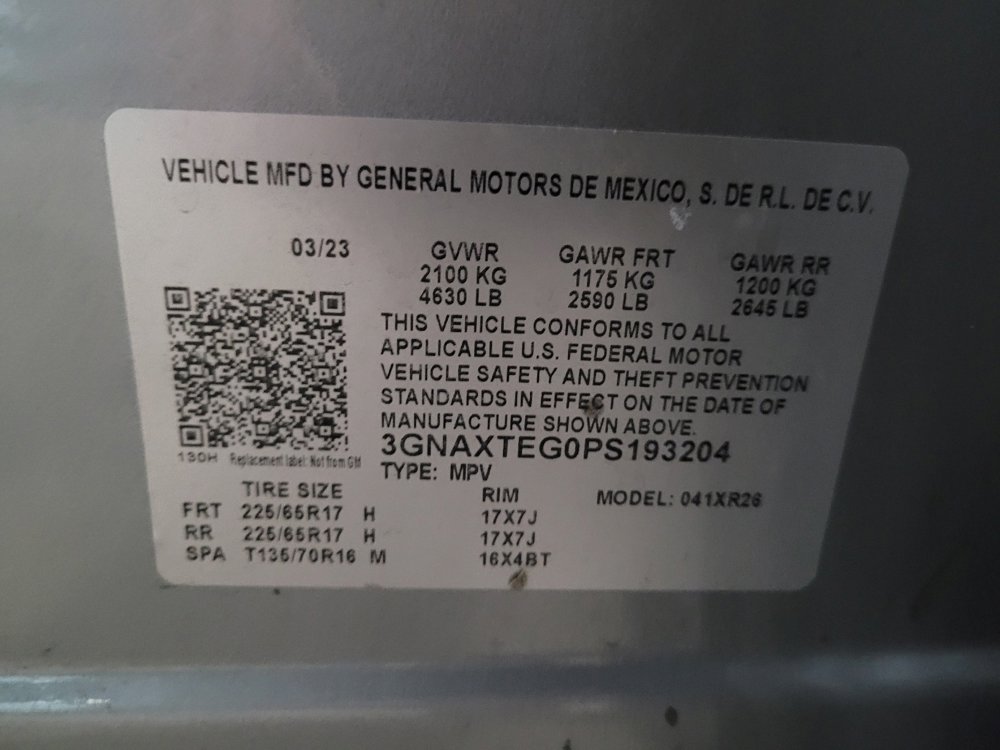 VEHICLE MFD BY GENERAL MOTORS DE MEXICO, S. DE R.L. DE C.V.
03/23 GVWR GAWR FRT GAWR RR
2100 KG 1175 KG 1200 KG
4630 LB 2590 LB 2645 LB
THIS VEHICLE CONFORMS TO ALL
APPLICABLE U.S. FEDERAL MOTOR
VEHICLE SAFETY AND THEFT PREVENTION
STANDARDS IN EFFECT ON THE DATE OF
MANUFACTURE SHOWN ABOVE.
3GNAXTEG0PS193204
130H Replacement label: Not from GM
TYPE: MPV
TIRE SIZE RIM MODEL: 041XR26
FRT 225/65R17 H 17X7J
RR 225/65R17 H 17X7J
SPA T135/70R16 M 16X4BT